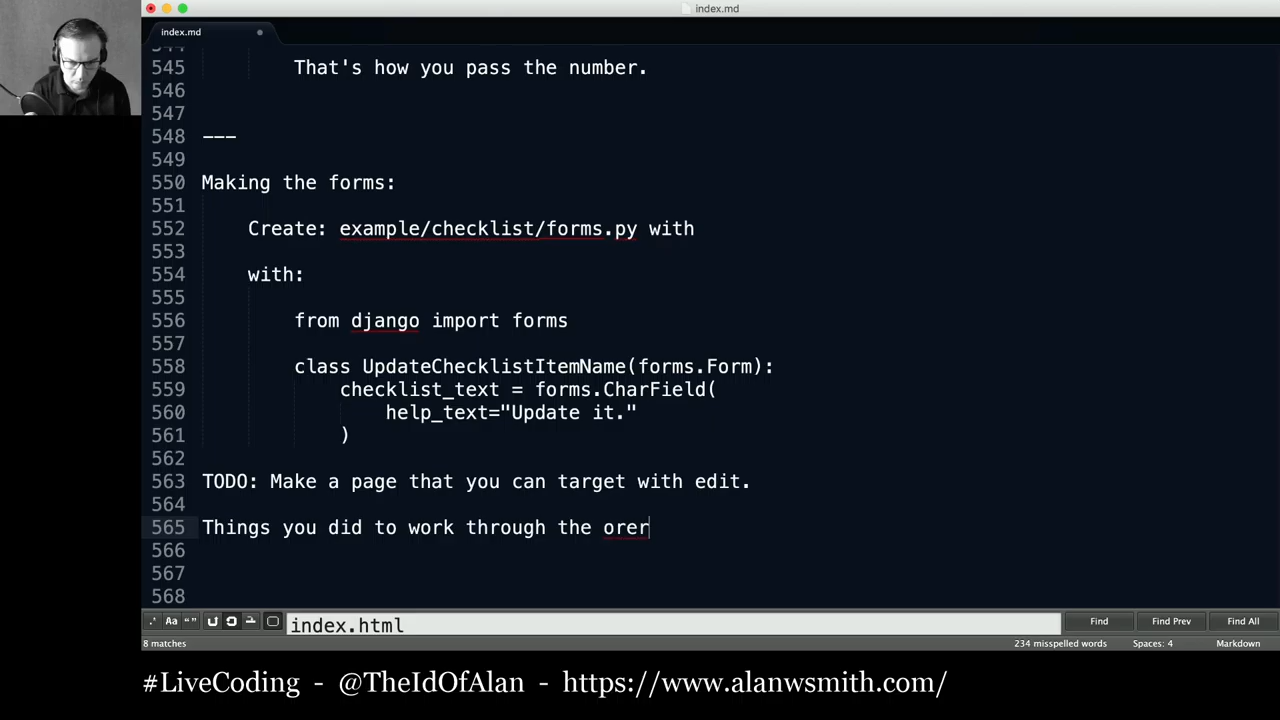 index.md
index.md
544
545 That's how you pass the number.
546
547
548 ---
549
550 Making the forms:
551
552 Create: example/checklist/forms.py with
553
554 with:
555
556 from django import forms
557
558 class UpdateChecklistItemName(forms.Form):
559 checklist_text = forms.CharField(
560 help_text="Update it."
561 )
562
563 TODO: Make a page that you can target with edit.
564
565 Things you did to work through the orer
566
567
568
.* Aa “” index.html Find Find Prev Find All
8 matches 234 misspelled words Spaces: 4 Markdown
#LiveCoding - @TheIdOfAlan - https://www.alanwsmith.com/